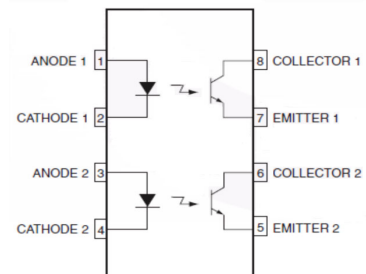 ANODE 1 1 8 COLLECTOR 1
CATHODE 1 2 7 EMITTER 1
ANODE 2 3 6 COLLECTOR 2
CATHODE 2 4 5 EMITTER 2